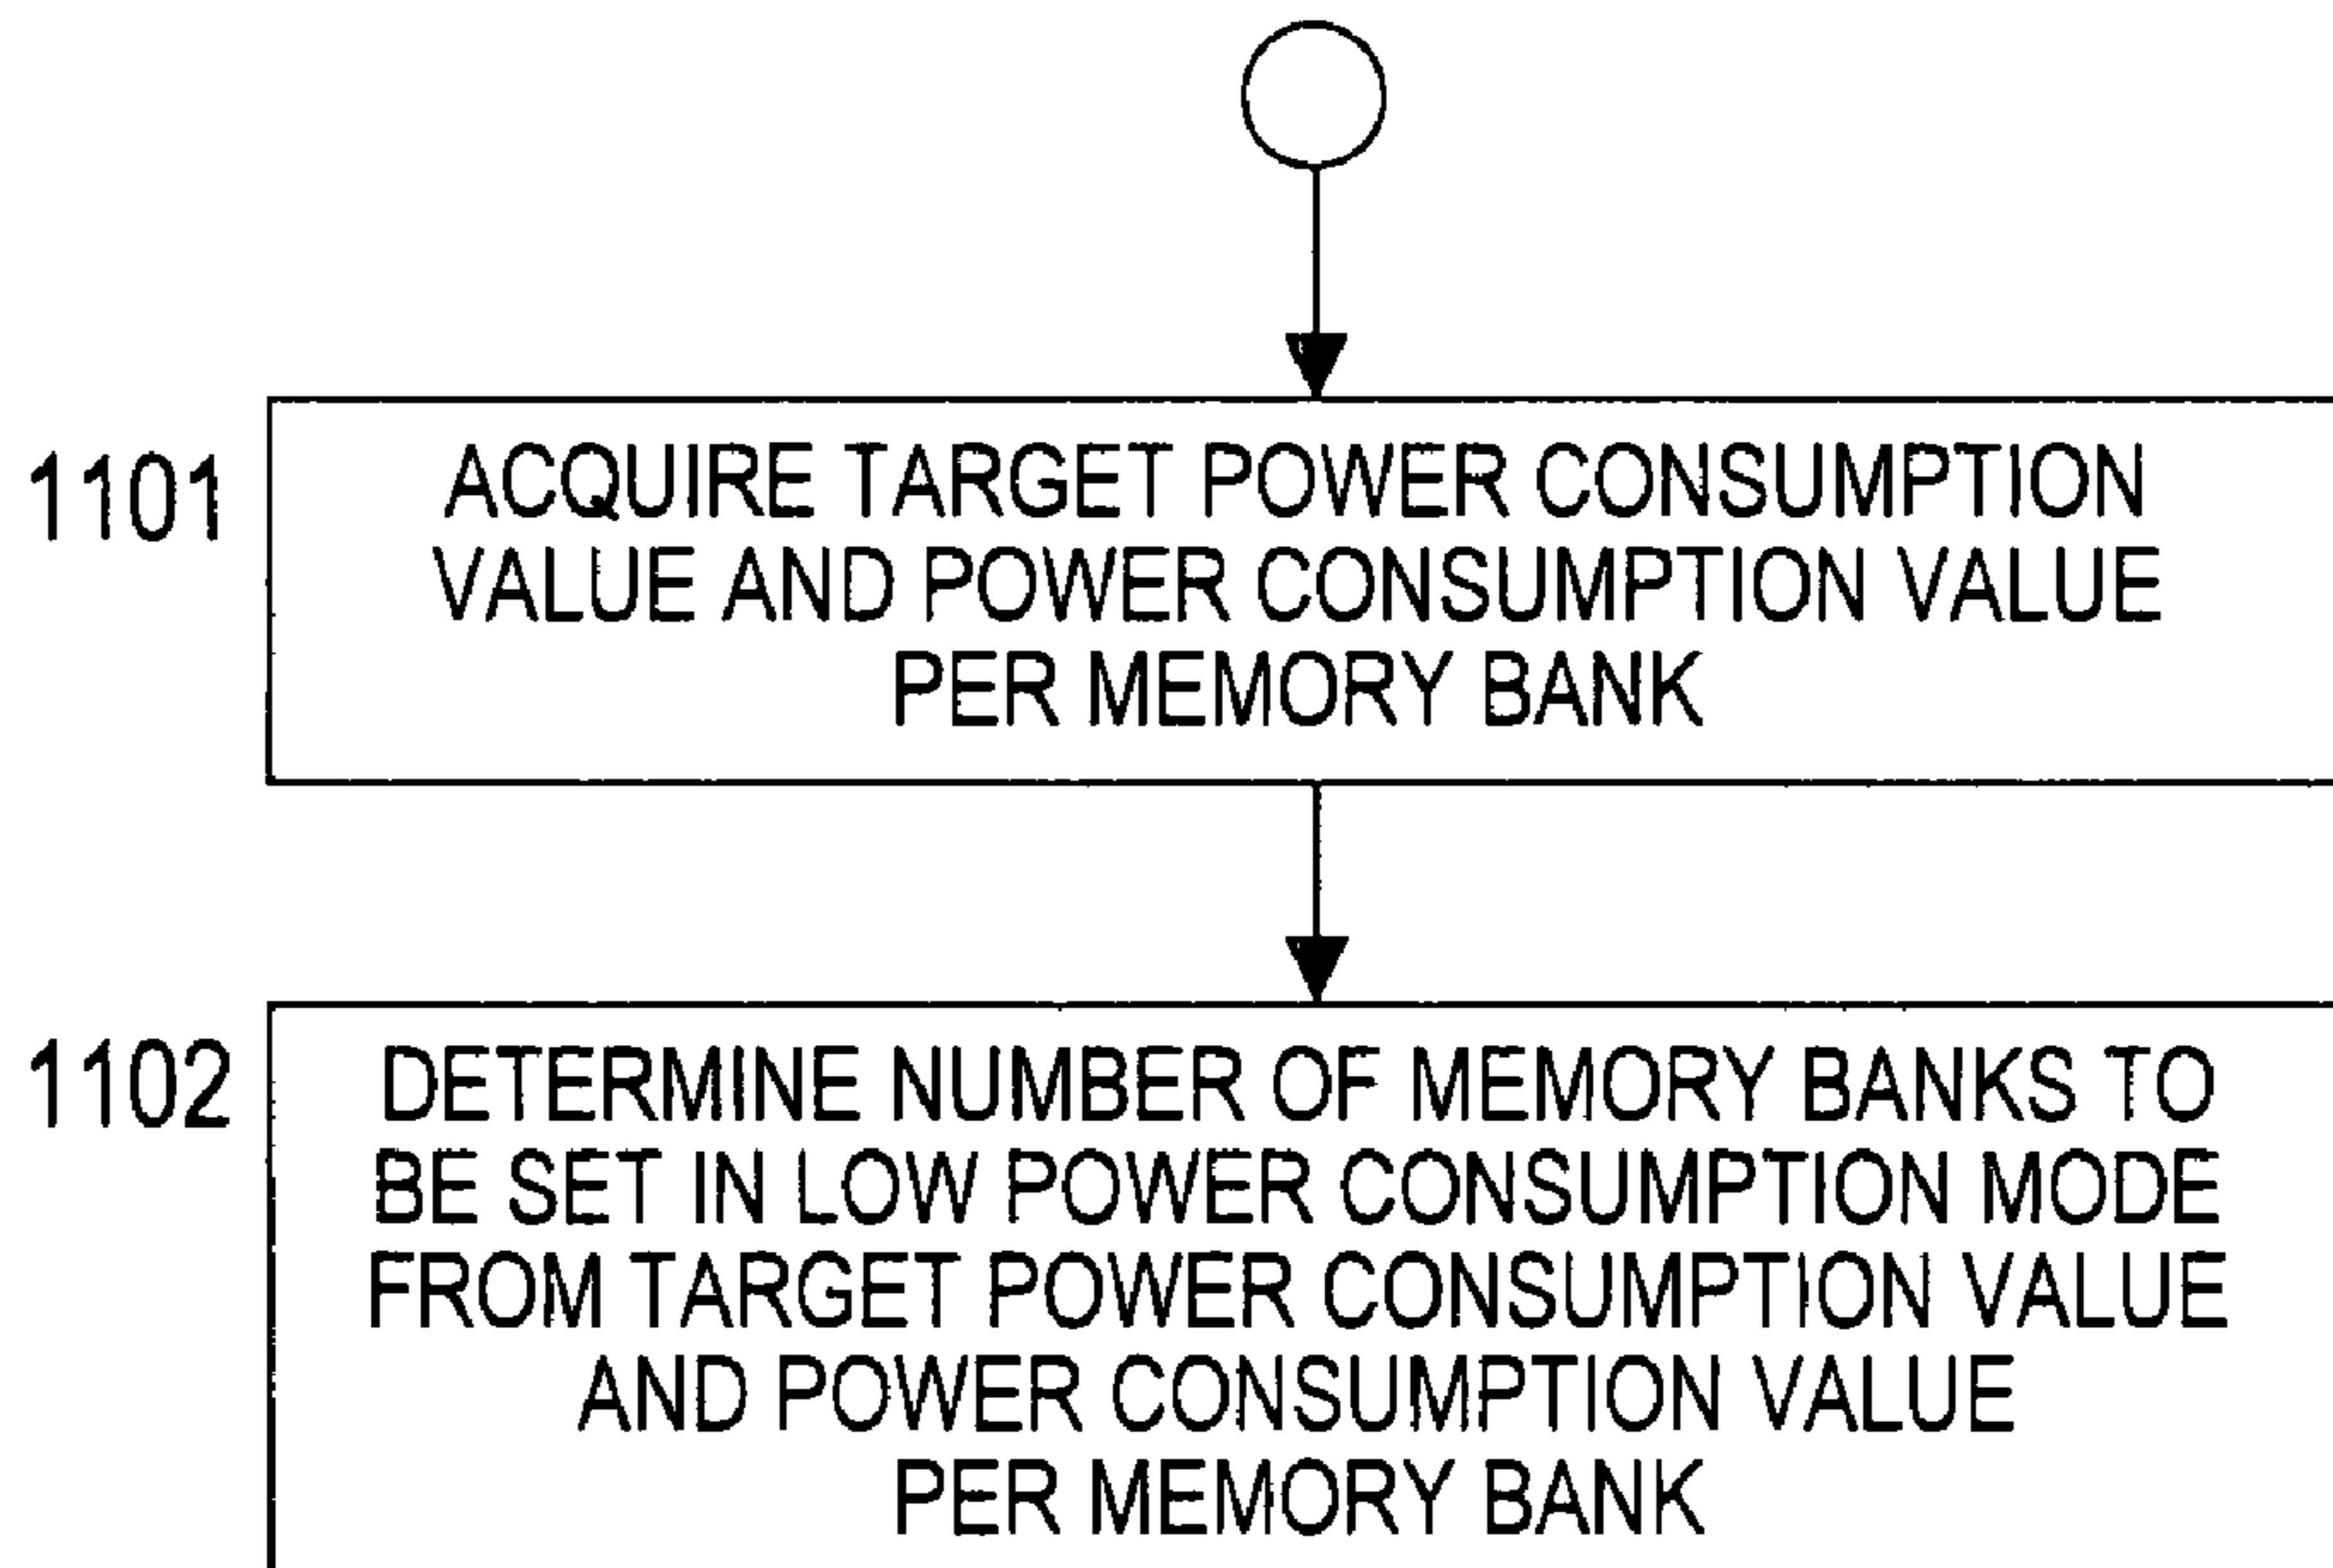 1101
ACQUIRE TARGET POWER CONSUMPTION
VALUE AND POWER CONSUMPTION VALUE
PER MEMORY BANK
1102
DETERMINE NUMBER OF MEMORY BANKS TO
BE SET IN LOW POWER CONSUMPTION MODE
FROM TARGET POWER CONSUMPTION VALUE
AND POWER CONSUMPTION VALUE
PER MEMORY BANK